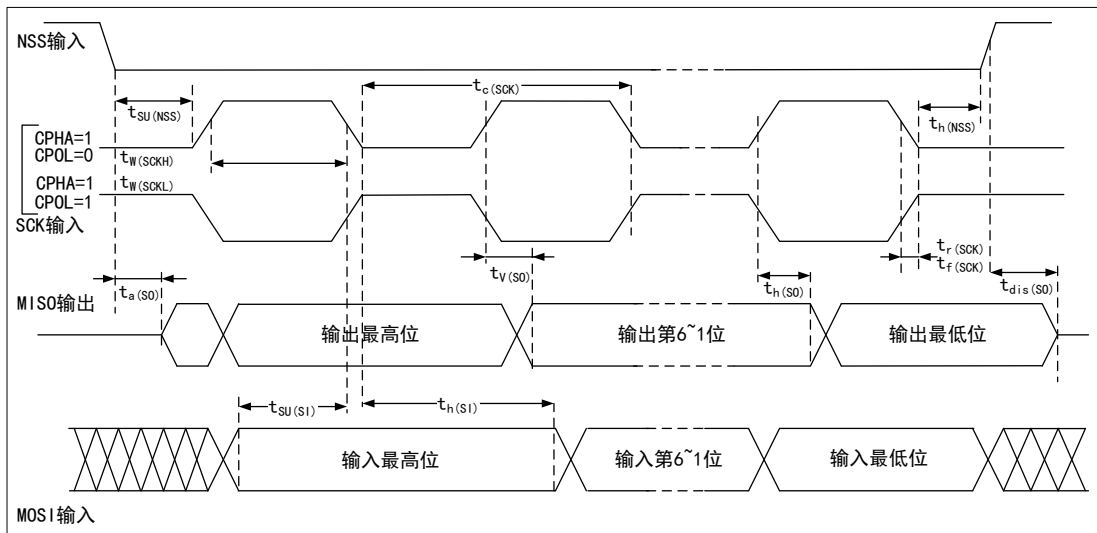 NSS输入
tc(SCK)
tSU(NSS)
th(NSS)
CPHA=1
CPOL=0
tW(SCKH)
CPHA=1
tW(SCKL)
CPOL=1
SCK输入
tr(SCK)
tV(SO)
tf(SCK)
ta(SO)
th(SO)
tdis(SO)
MISO输出
输出最高位
输出第6~1位
输出最低位
tSU(SI)
th(SI)
输入最高位
输入第6~1位
输入最低位
MOSI输入